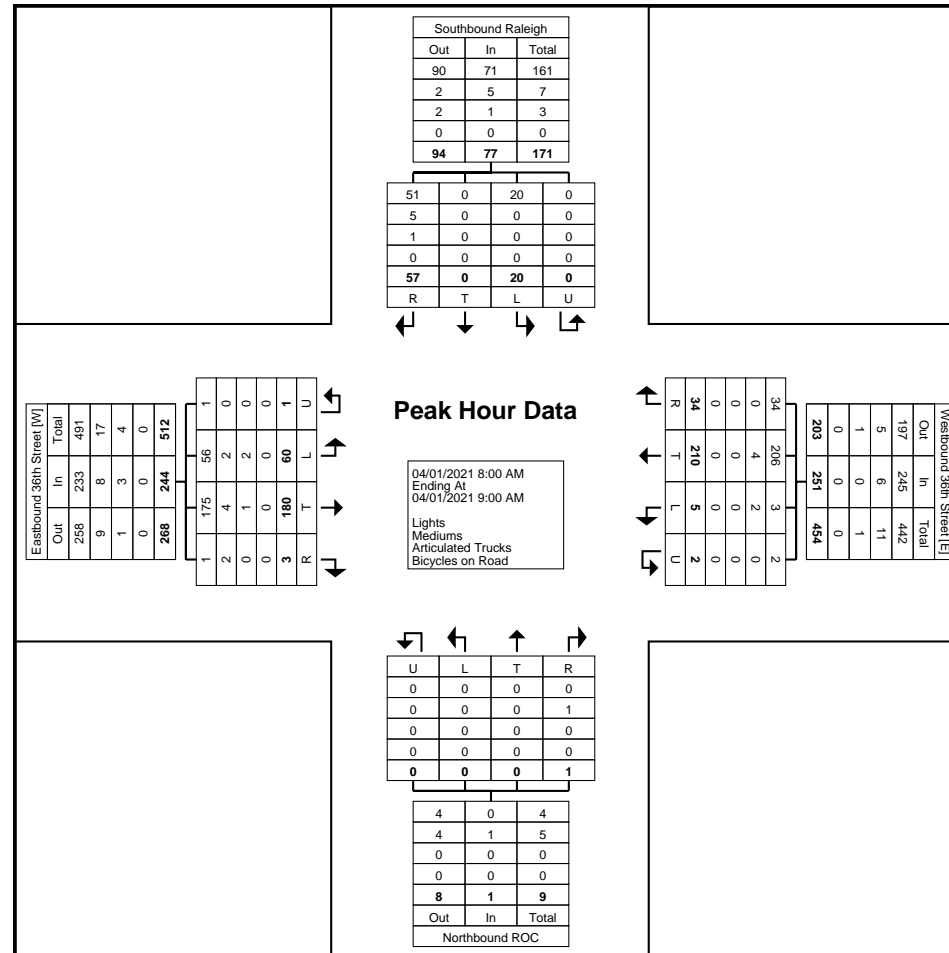 Southbound Raleigh
Out In Total
90 71 161
2 5 7
2 1 3
0 0 0
94 77 171
51 0 20 0
5 0 0 0
1 0 0 0
0 0 0 0
57 0 20 0
R T L U
Eastbound 36th Street [W]
Total In Out
491 233 258
17 8 9
4 3 1
0 0 0
512 244 268
1 56 175 1
0 2 4 2
0 2 1 0
0 0 0 0
1 60 180 3
U L T R
Peak Hour Data
04/01/2021 8:00 AM
Ending At
04/01/2021 9:00 AM
Lights
Mediums
Articulated Trucks
Bicycles on Road
R T L U
34 210 5 2
0 0 0 0
0 0 2 0
0 4 0 0
34 206 3 2
Westbound 36th Street [E]
Out In Total
197 245 442
5 6 11
1 0 1
0 0 0
203 251 454
U L T R
0 0 0 0
0 0 0 1
0 0 0 0
0 0 0 0
0 0 0 1
4 0 4
4 1 5
0 0 0
0 0 0
8 1 9
Out In Total
Northbound ROC